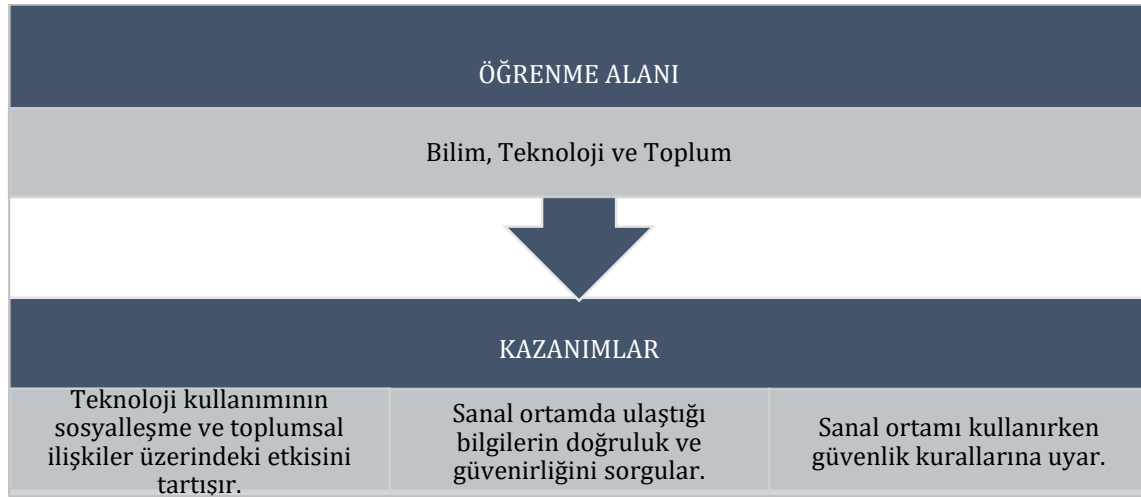 ÖĞRENME ALANI
Bilim, Teknoloji ve Toplum
KAZANIMLAR
Teknoloji kullanımının
sosyalleşme ve toplumsal
ilişkiler üzerindeki etkisini
tartışır.
Sanal ortamda ulaştığı
bilgilerin doğruluk ve
güvenirliğini sorgular.
Sanal ortamı kullanırken
güvenlik kurallarına uyar.